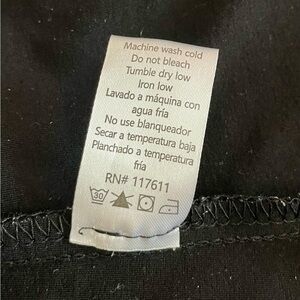 Machine wash cold
Do not bleach
Tumble dry low
Iron low
Lavado a máquina con
agua fría
No use blanqueador
Secar a temperatura baja
Planchado a temperatura
fría
RN# 117611
30